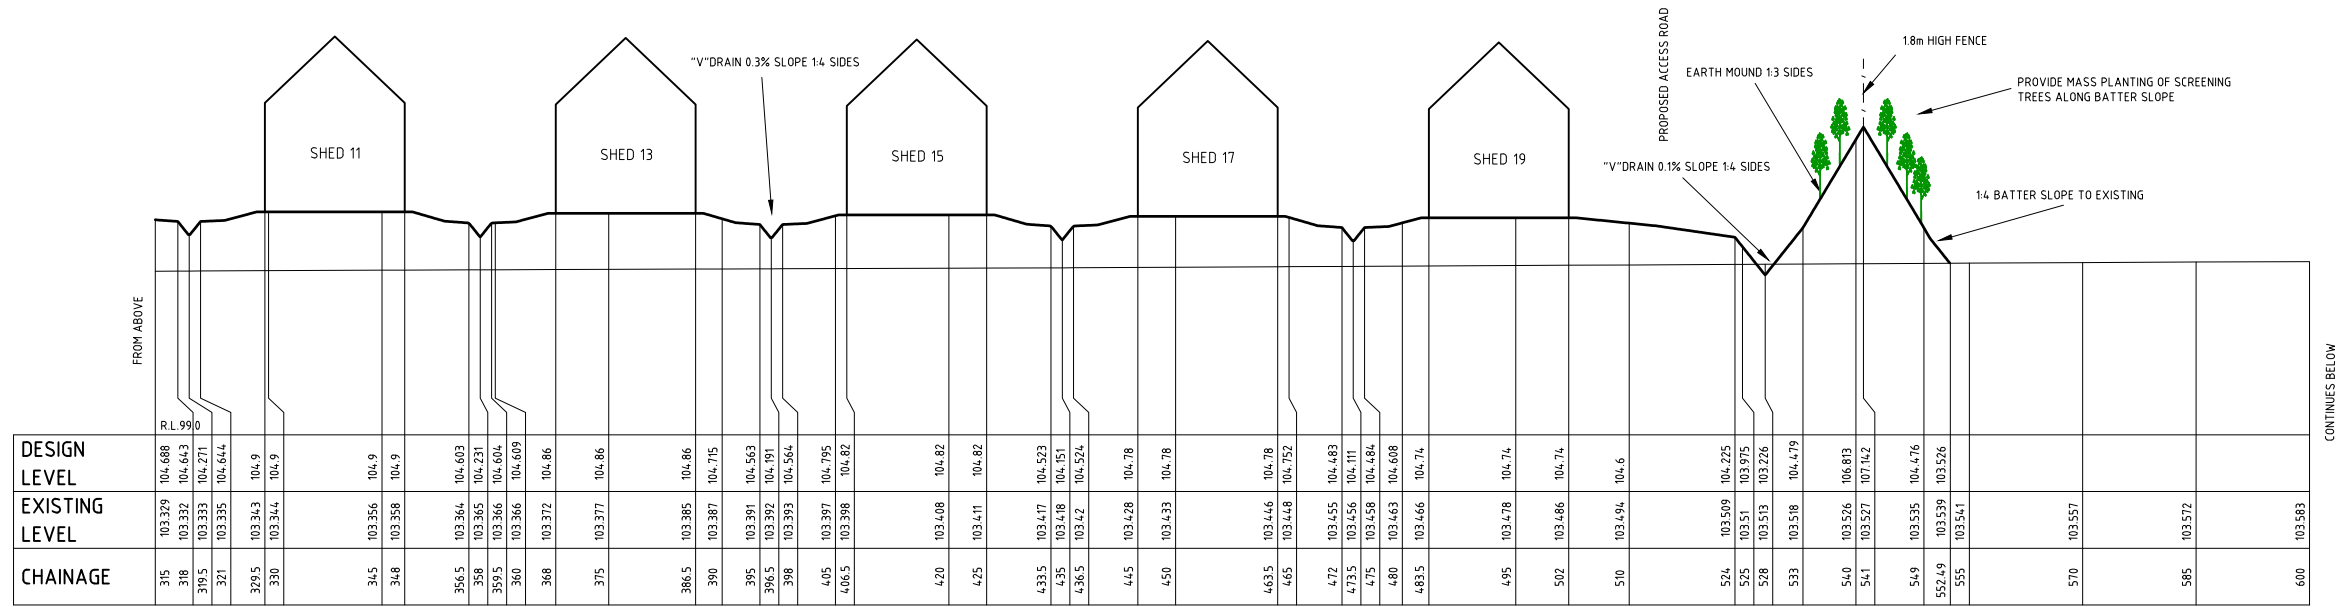 PROPOSED ACCESS ROAD
1.8m HIGH FENCE
"V"DRAIN 0.3% SLOPE 1:4 SIDES
EARTH MOUND 1:3 SIDES
PROVIDE MASS PLANTING OF SCREENING
TREES ALONG BATTER SLOPE
SHED 11
SHED 13
SHED 15
SHED 17
SHED 19
"V"DRAIN 0.1% SLOPE 1:4 SIDES
1:4 BATTER SLOPE TO EXISTING
FROM ABOVE
CONTINUES BELOW
R.L.99.0
DESIGN
LEVEL
104.688 104.643 104.271 104.644 104.9 104.9 104.9 104.9 104.603 104.231 104.604 104.609 104.86 104.86 104.86 104.715 104.563 104.191 104.564 104.795 104.82 104.82 104.82 104.523 104.151 104.524 104.78 104.78 104.78 104.752 104.483 104.111 104.484 104.608 104.74 104.74 104.74 104.6 104.225 103.975 103.226 104.479 106.813 107.142 104.476 103.526
EXISTING
LEVEL
103.329 103.332 103.333 103.335 103.343 103.344 103.356 103.358 103.364 103.365 103.366 103.366 103.372 103.377 103.385 103.387 103.391 103.392 103.393 103.397 103.398 103.408 103.411 103.417 103.418 103.42 103.428 103.433 103.446 103.448 103.455 103.456 103.458 103.463 103.466 103.478 103.486 103.494 103.509 103.51 103.513 103.518 103.526 103.527 103.535 103.539 103.541 103.557 103.572 103.583
CHAINAGE
315 318 319.5 321 329.5 330 345 348 356.5 358 359.5 360 368 375 386.5 390 395 396.5 398 405 406.5 420 425 433.5 435 436.5 445 450 463.5 465 472 473.5 475 480 483.5 495 502 510 524 525 528 533 540 541 549 552.49 555 570 585 600